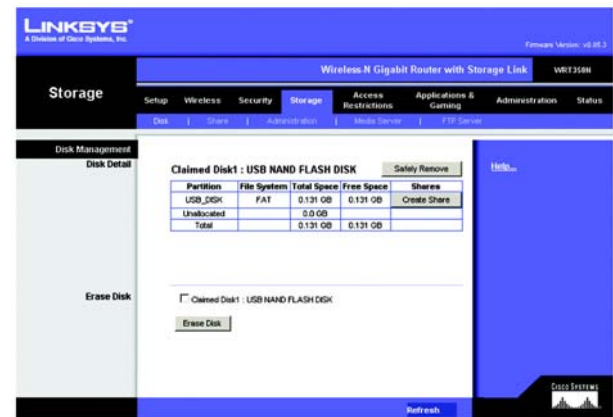 LINKSYS®
A Division of Cisco Systems, Inc.
Firmware Version: v0.85.3
Wireless-N Gigabit Router with Storage Link WRT350N
Storage
Setup Wireless Security Storage Access Restrictions Applications & Gaming Administration Status
Disk | Share | Administration | Media Server | FTP Server
Disk Management
Disk Detail
Claimed Disk1 : USB NAND FLASH DISK Safely Remove
Help...
Partition File System Total Space Free Space Shares
USB_DISK FAT 0.131 GB 0.131 GB Create Share
Unallocated 0.0 GB
Total 0.131 GB 0.131 GB
Erase Disk
Claimed Disk1 : USB NAND FLASH DISK
Erase Disk
Refresh
CISCO SYSTEMS